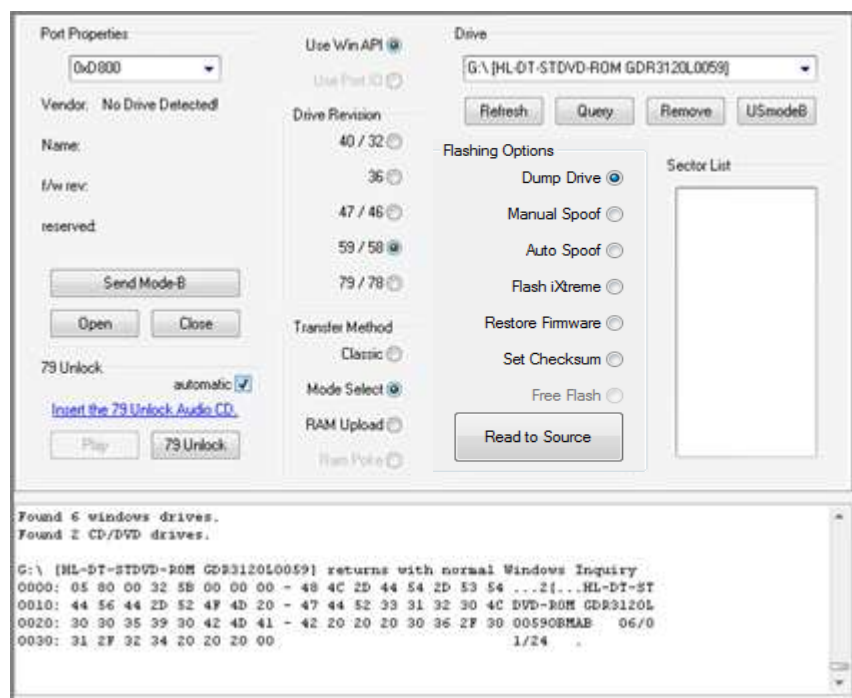 Port Properties
0xD800
Vendor: No Drive Detected!
Name:
f/w rev:
reserved:
Send Mode-B
Open
Close
79 Unlock
automatic
Insert the 79 Unlock Audio CD.
Play
79 Unlock
Use Win API
Use Port IO
Drive Revision
40 / 32
36
47 / 46
59 / 58
79 / 78
Transfer Method
Classic
Mode Select
RAM Upload
Ram Poke
Drive
G:\ [HL-DT-STDVD-ROM GDR3120L0059]
Refresh
Query
Remove
USmodeB
Flashing Options
Dump Drive
Manual Spoof
Auto Spoof
Flash iXtreme
Restore Firmware
Set Checksum
Free Flash
Read to Source
Sector List
Found 6 windows drives.
Found 2 CD/DVD drives.
G:\ [HL-DT-STDVD-ROM GDR3120L0059] returns with normal Windows Inquiry
0000: 05 80 00 32 5B 00 00 00 - 48 4C 2D 44 54 2D 53 54 ...2[...HL-DT-ST
0010: 44 56 44 2D 52 4F 4D 20 - 47 44 52 33 31 32 30 4C DVD-ROM GDR3120L
0020: 30 30 35 39 30 42 4D 41 - 42 20 20 20 30 36 2F 30 00590BMAB   06/0
0030: 31 2F 32 34 20 20 20 00 1/24   .